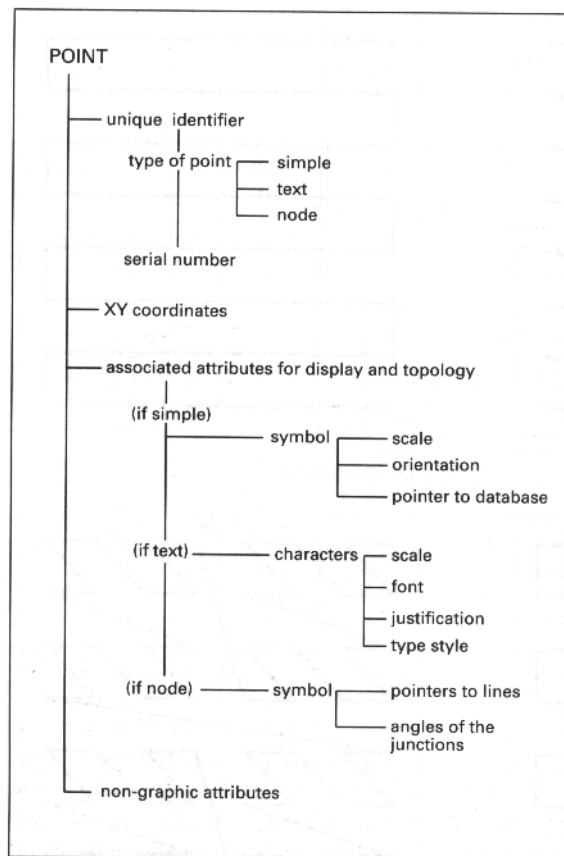 POINT
unique identifier
type of point
simple
text
node
serial number
XY coordinates
associated attributes for display and topology
(if simple)
symbol
scale
orientation
pointer to database
(if text)
characters
scale
font
justification
type style
(if node)
symbol
pointers to lines
angles of the
junctions
non-graphic attributes